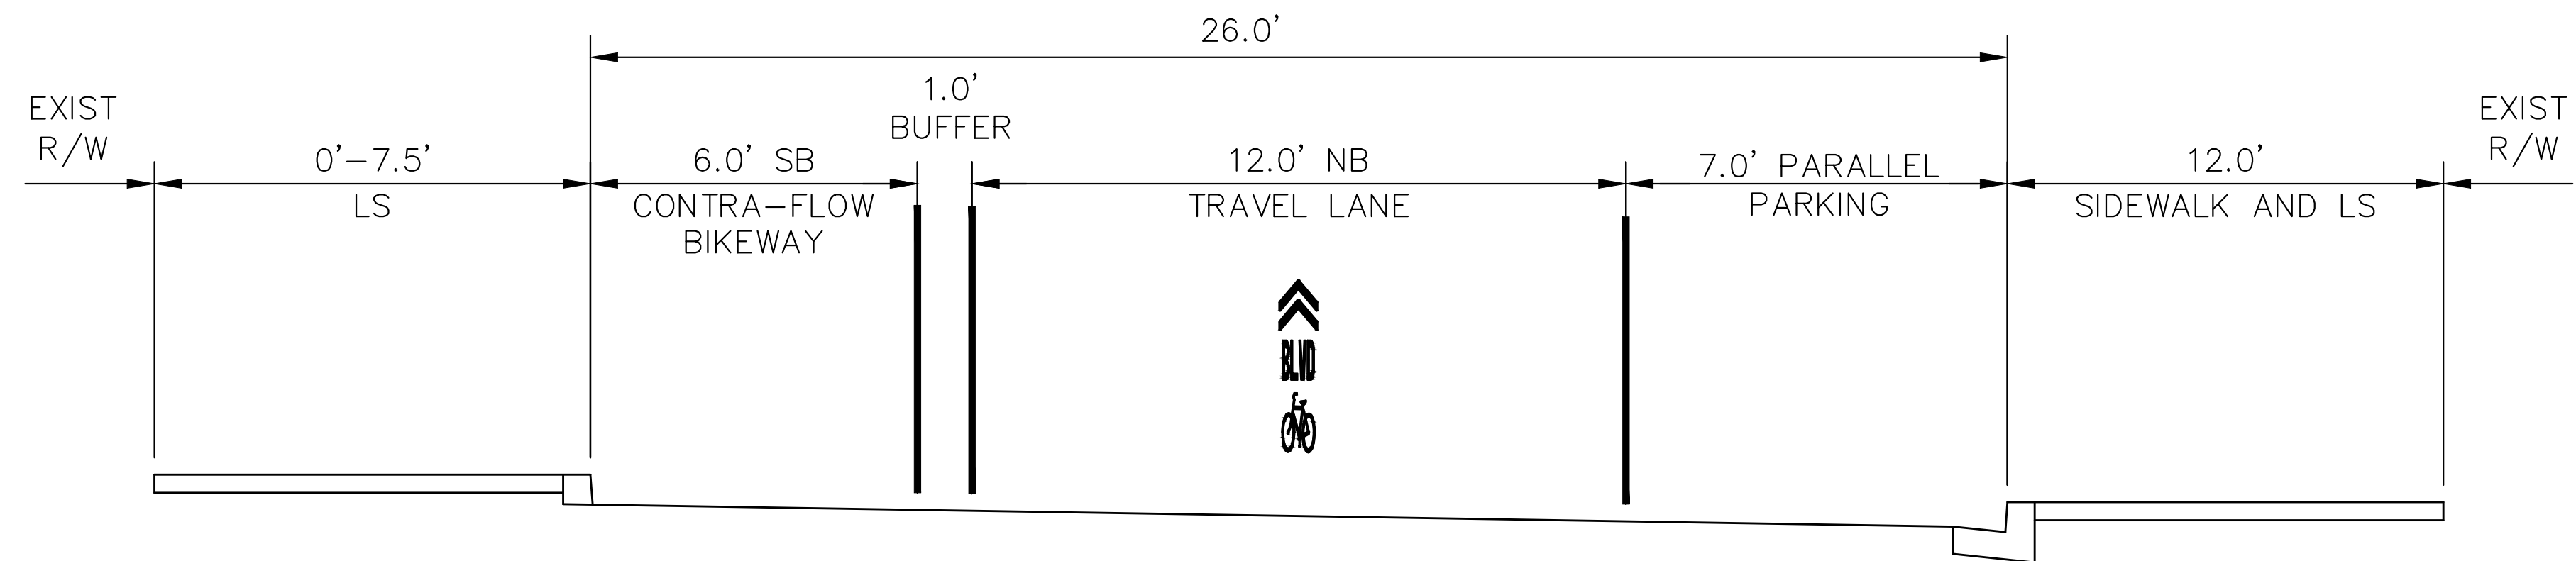 26.0'
1.0'
BUFFER
EXIST
R/W
0'-7.5'
LS
6.0' SB
CONTRA-FLOW
BIKEWAY
12.0' NB
TRAVEL LANE
7.0' PARALLEL
PARKING
12.0'
SIDEWALK AND LS
EXIST
R/W
BLVD